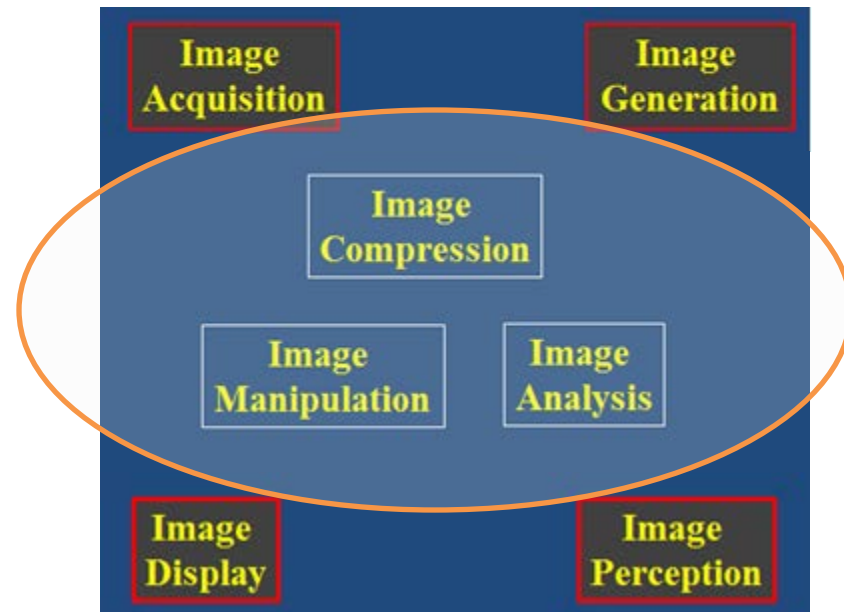 Image
Acquisition
Image
Generation
Image
Compression
Image
Manipulation
Image
Analysis
Image
Display
Image
Perception